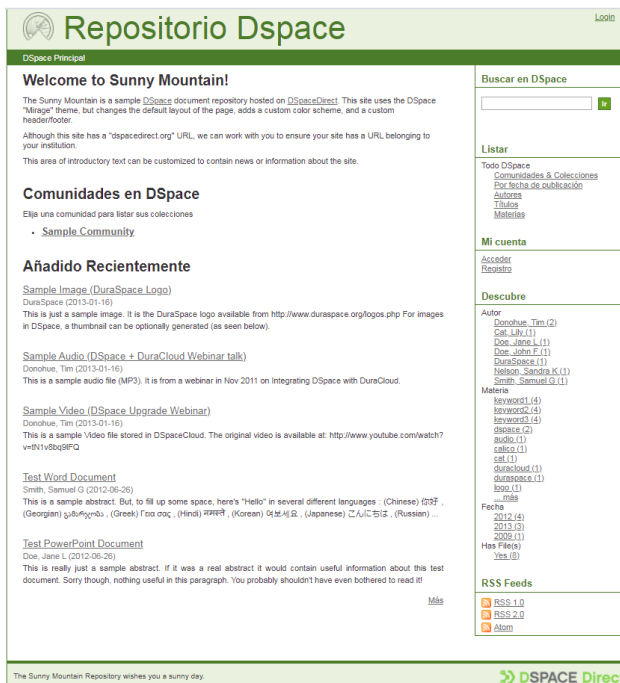 Repositorio Dspace
Login
DSpace Principal
Welcome to Sunny Mountain!
The Sunny Mountain is a sample DSpace document repository hosted on DSpaceDirect. This site uses the DSpace
"Mirage" theme, but changes the default layout of the page, adds a custom color scheme, and a custom
header/footer.
Although this site has a "dspacedirect.org" URL, we can work with you to ensure your site has a URL belonging to
your institution.
This area of introductory text can be customized to contain news or information about the site.
Comunidades en DSpace
Elija una comunidad para listar sus colecciones
Sample Community
Añadido Recientemente
Sample Image (DuraSpace Logo)
DuraSpace (2013-01-16)
This is just a sample image. It is the DuraSpace logo available from http://www.duraspace.org/logos.php For images
in DSpace, a thumbnail can be optionally generated (as seen below).
Sample Audio (DSpace + DuraCloud Webinar talk)
Donohue, Tim (2013-01-16)
This is a sample audio file (MP3). It is from a webinar in Nov 2011 on Integrating DSpace with DuraCloud.
Sample Video (DSpace Upgrade Webinar)
Donohue, Tim (2013-01-16)
This is a sample Video file stored in DSpaceCloud. The original video is available at: http://www.youtube.com/watch?
v=tN1v8bq9IFQ
Test Word Document
Smith, Samuel G (2012-06-26)
This is a sample abstract. But, to fill up some space, here's "Hello" in several different languages : (Chinese) 你好 ,
(Georgian) გამარჯობა , (Greek) Γεια σας , (Hindi) नमस्ते , (Korean) 여보세요 , (Japanese) こんにちは , (Russian) ...
Test PowerPoint Document
Doe, Jane L (2012-06-26)
This is really just a sample abstract. If it was a real abstract it would contain useful information about this test
document. Sorry though, nothing useful in this paragraph. You probably shouldn't have even bothered to read it!
Más
Buscar en DSpace
Ir
Listar
Todo DSpace
Comunidades & Colecciones
Por fecha de publicación
Autores
Títulos
Materias
Mi cuenta
Acceder
Registro
Descubre
Autor
Donohue, Tim (2)
Cat, Lily (1)
Doe, Jane L (1)
Doe, John F (1)
DuraSpace (1)
Nelson, Sandra K (1)
Smith, Samuel G (1)
Materia
keyword1 (4)
keyword2 (4)
keyword3 (4)
dspace (2)
audio (1)
calico (1)
cat (1)
duracloud (1)
duraspace (1)
logo (1)
... más
Fecha
2012 (4)
2013 (3)
2009 (1)
Has File(s)
Yes (8)
RSS Feeds
RSS 1.0
RSS 2.0
Atom
The Sunny Mountain Repository wishes you a sunny day.
DSPACE Direc